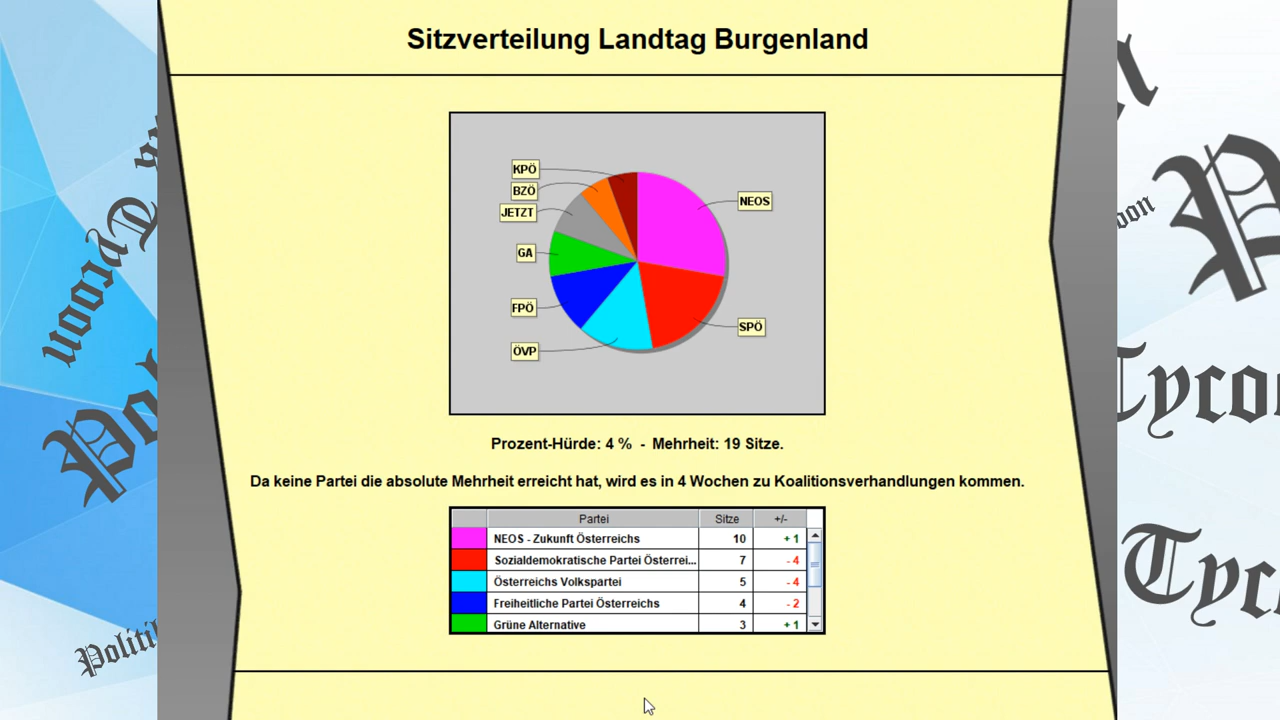 Sitzverteilung Landtag Burgenland
KPÖ
BZÖ
JETZT
NEOS
GA
FPÖ
SPÖ
ÖVP
Prozent-Hürde: 4 % - Mehrheit: 19 Sitze.
Da keine Partei die absolute Mehrheit erreicht hat, wird es in 4 Wochen zu Koalitionsverhandlungen kommen.
Partei Sitze +/-
NEOS - Zukunft Österreichs 10 + 1
Sozialdemokratische Partei Österrei... 7 - 4
Österreichs Volkspartei 5 - 4
Freiheitliche Partei Österreichs 4 - 2
Grüne Alternative 3 + 1
Tycoon
Politik